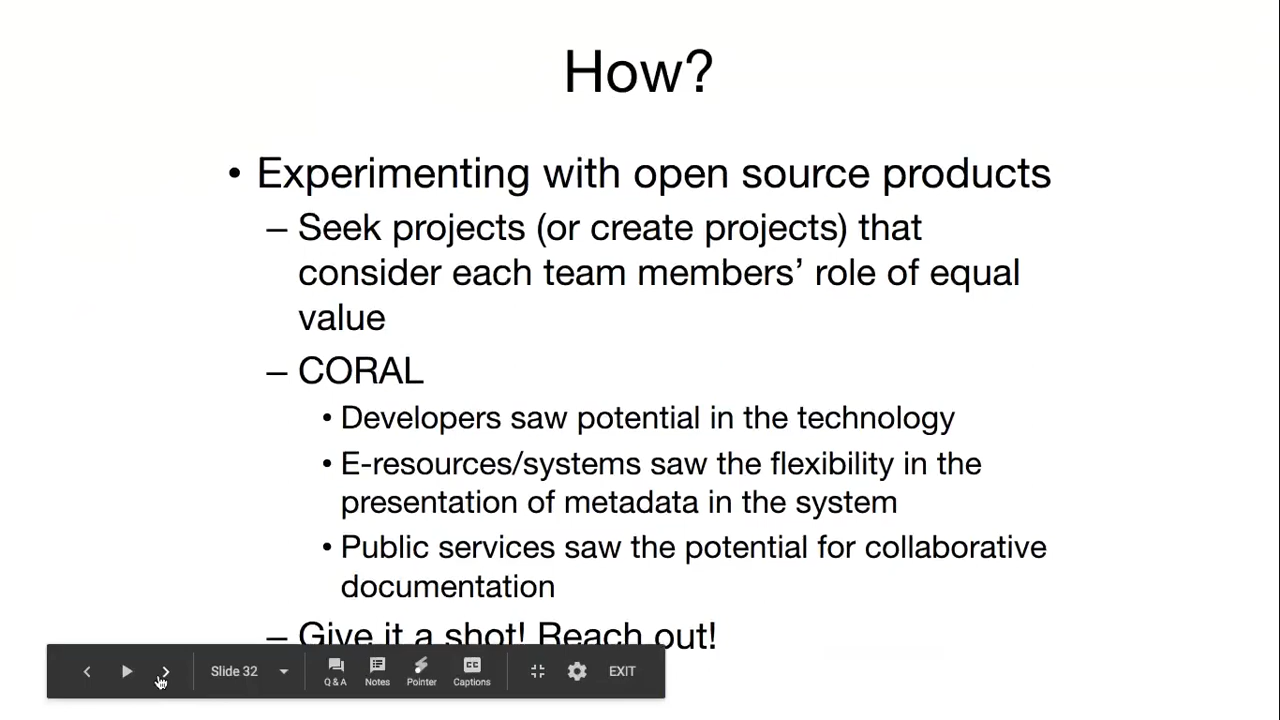 How?
• Experimenting with open source products
– Seek projects (or create projects) that
consider each team members’ role of equal
value
– CORAL
• Developers saw potential in the technology
• E-resources/systems saw the flexibility in the
presentation of metadata in the system
• Public services saw the potential for collaborative
documentation
– Give it a shot! Reach out!
Slide 32
Q & A
Notes
Pointer
CC
Captions
EXIT